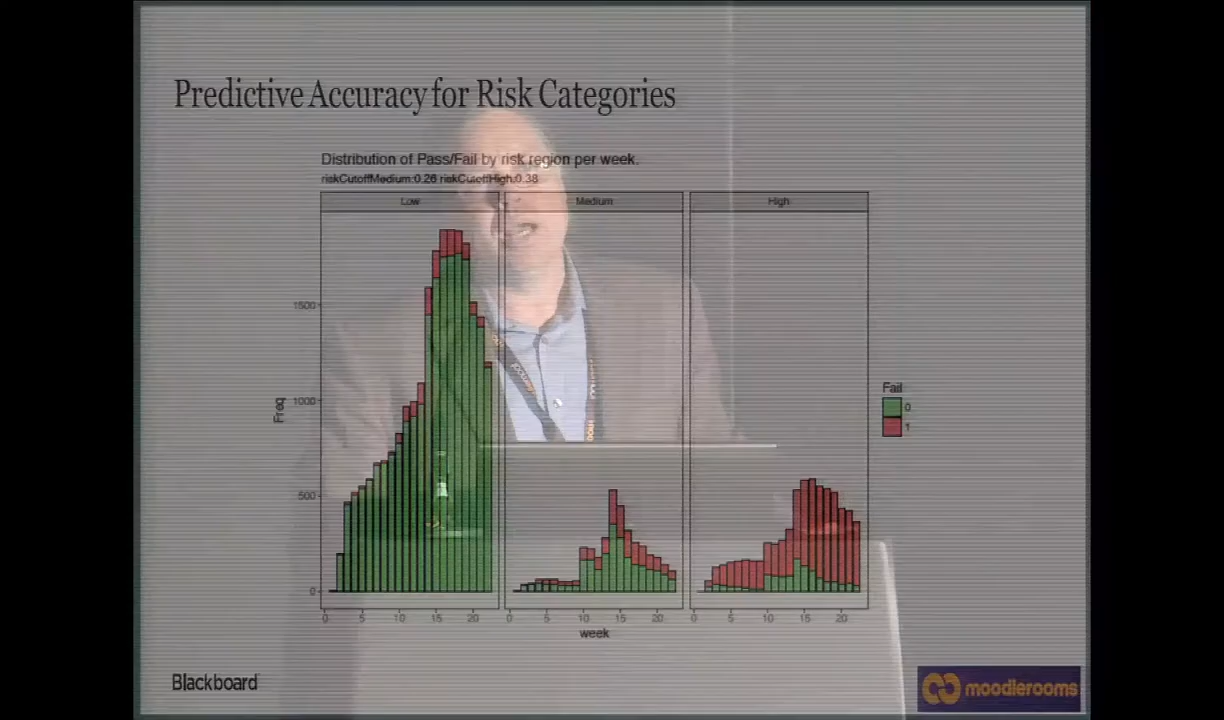 Predictive Accuracy for Risk Categories
Distribution of Pass/Fail by risk region per week.
riskCutoffMedium:0.26 riskCutoffHigh:0.38
Low Medium High
Freq
1500
1000
500
0
0 5 10 15 20 0 5 10 15 20 0 5 10 15 20
week
Fail
0
1
Blackboard
moodlerooms